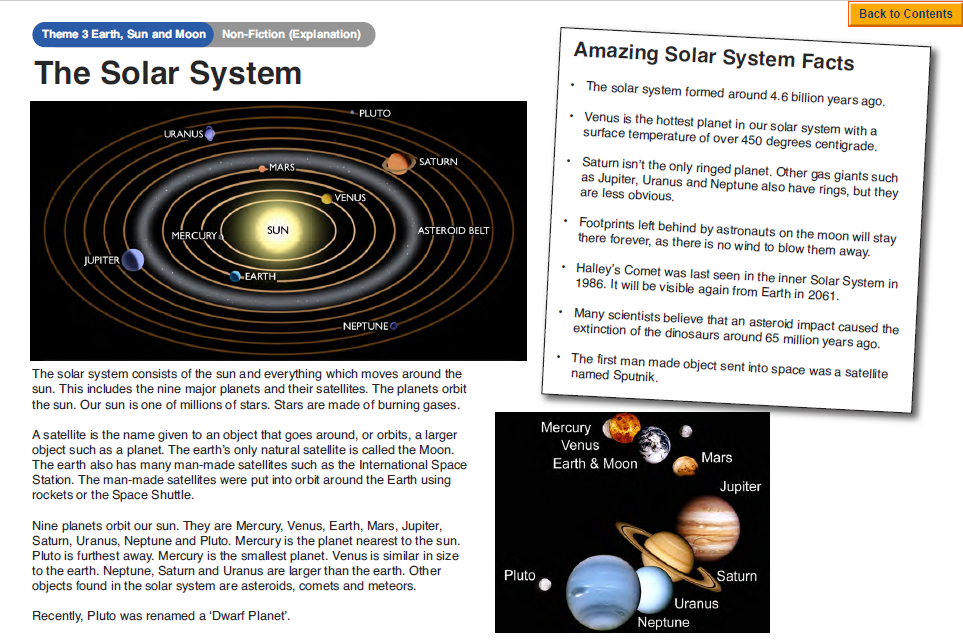 Back to Contents
Theme 3 Earth, Sun and Moon
Non-Fiction (Explanation)
The Solar System
PLUTO
URANUS
SATURN
MARS
VENUS
MERCURY
SUN
ASTEROID BELT
JUPITER
EARTH
NEPTUNE
The solar system consists of the sun and everything which moves around the
sun. This includes the nine major planets and their satellites. The planets orbit
the sun. Our sun is one of millions of stars. Stars are made of burning gases.
A satellite is the name given to an object that goes around, or orbits, a larger
object such as a planet. The earth's only natural satellite is called the Moon.
The earth also has many man-made satellites such as the International Space
Station. The man-made satellites were put into orbit around the Earth using
rockets or the Space Shuttle.
Nine planets orbit our sun. They are Mercury, Venus, Earth, Mars, Jupiter,
Saturn, Uranus, Neptune and Pluto. Mercury is the planet nearest to the sun.
Pluto is furthest away. Mercury is the smallest planet. Venus is similar in size
to the earth. Neptune, Saturn and Uranus are larger than the earth. Other
objects found in the solar system are asteroids, comets and meteors.
Recently, Pluto was renamed a 'Dwarf Planet'.
Amazing Solar System Facts
• The solar system formed around 4.6 billion years ago.
• Venus is the hottest planet in our solar system with a
surface temperature of over 450 degrees centigrade.
• Saturn isn't the only ringed planet. Other gas giants such
as Jupiter, Uranus and Neptune also have rings, but they
are less obvious.
• Footprints left behind by astronauts on the moon will stay
there forever, as there is no wind to blow them away.
• Halley's Comet was last seen in the inner Solar System in
1986. It will be visible again from Earth in 2061.
• Many scientists believe that an asteroid impact caused the
extinction of the dinosaurs around 65 million years ago.
• The first man made object sent into space was a satellite
named Sputnik.
Mercury
Venus
Earth & Moon
Mars
Jupiter
Pluto
Saturn
Uranus
Neptune